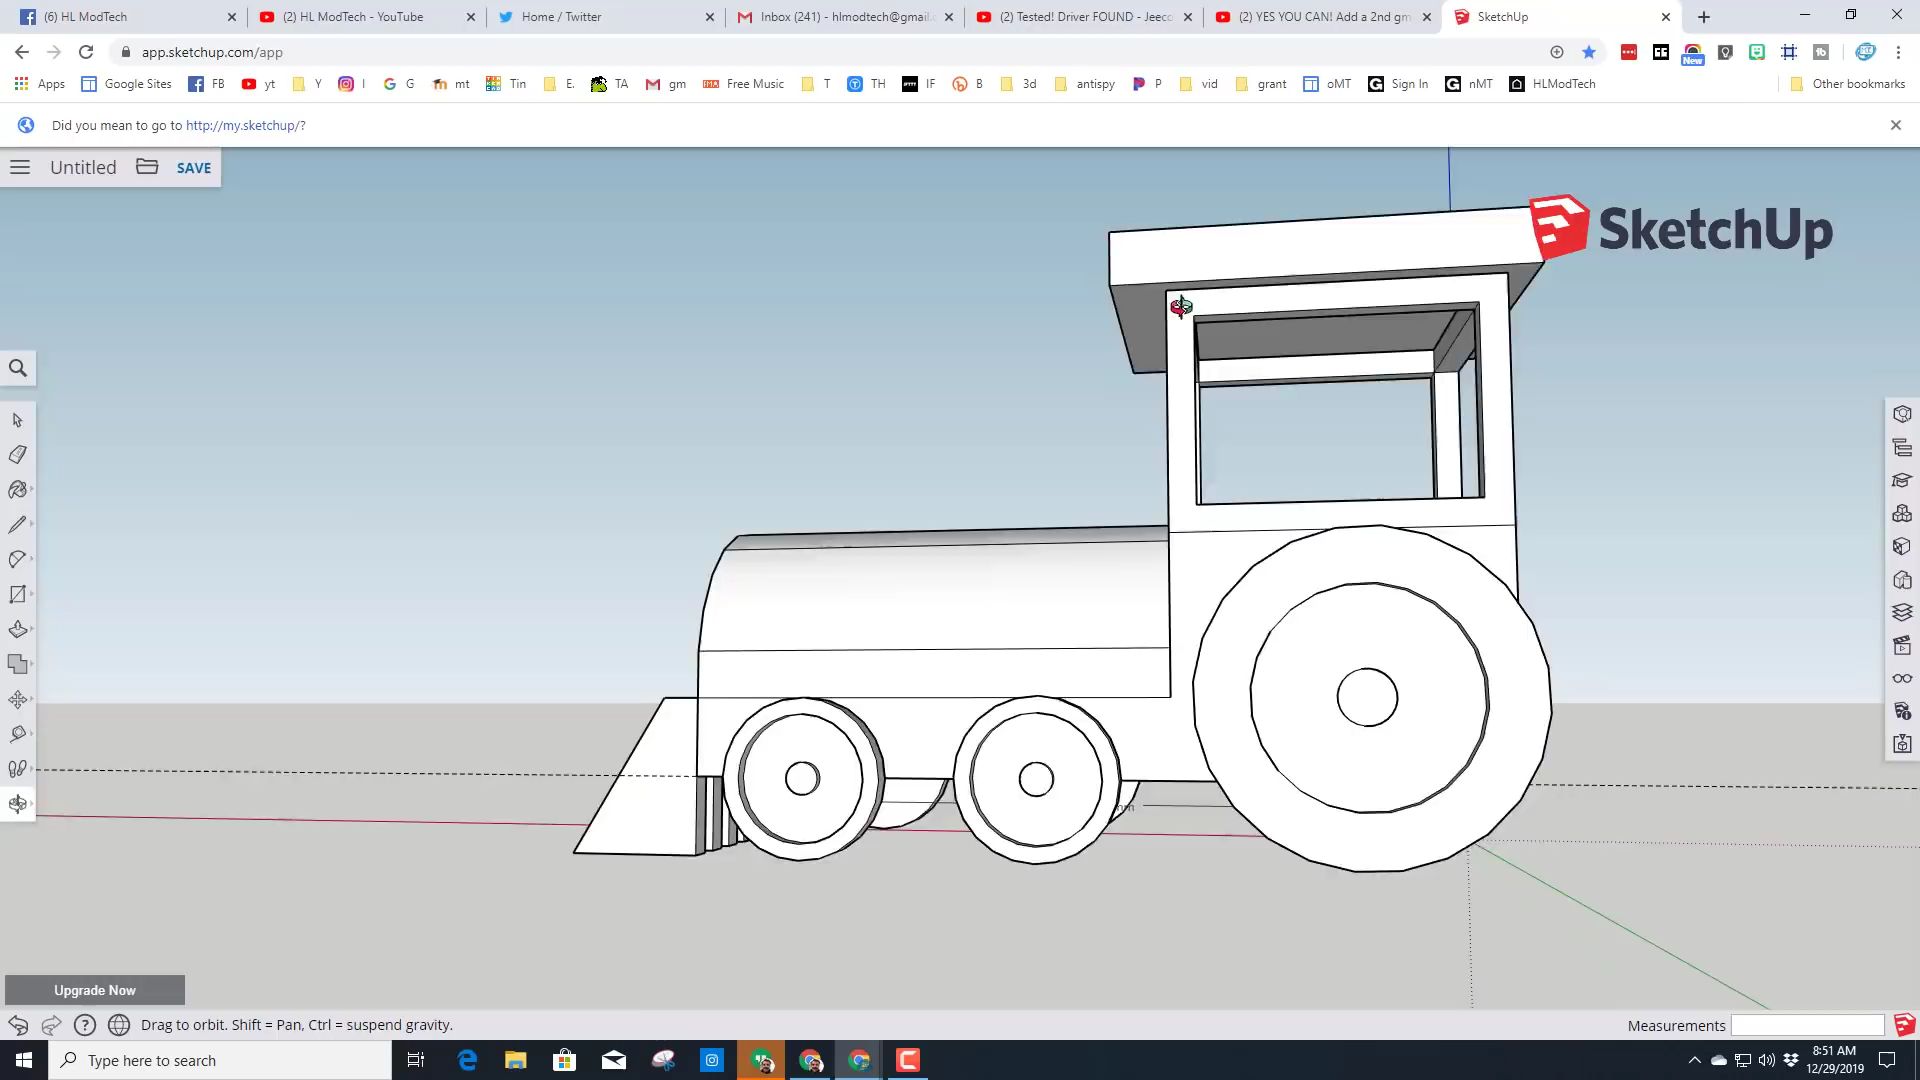 (6) HL ModTech
(2) HL ModTech - YouTube
Home / Twitter
Inbox (241) - hlmodtech@gmail.c
(2) Tested! Driver FOUND - Jeeco
(2) YES YOU CAN! Add a 2nd gm
SketchUp
app.sketchup.com/app
New
Apps
Google Sites
FB
yt
Y
I
G
mt
Tin
E.
TA
gm
Free Music
T
TH
IF
B
3d
antispy
P
vid
grant
oMT
Sign In
nMT
HLModTech
Other bookmarks
Did you mean to go to http://my.sketchup/?
Untitled
SAVE
SketchUp
Upgrade Now
Drag to orbit. Shift = Pan, Ctrl = suspend gravity.
Measurements
Type here to search
8:51 AM
12/29/2019